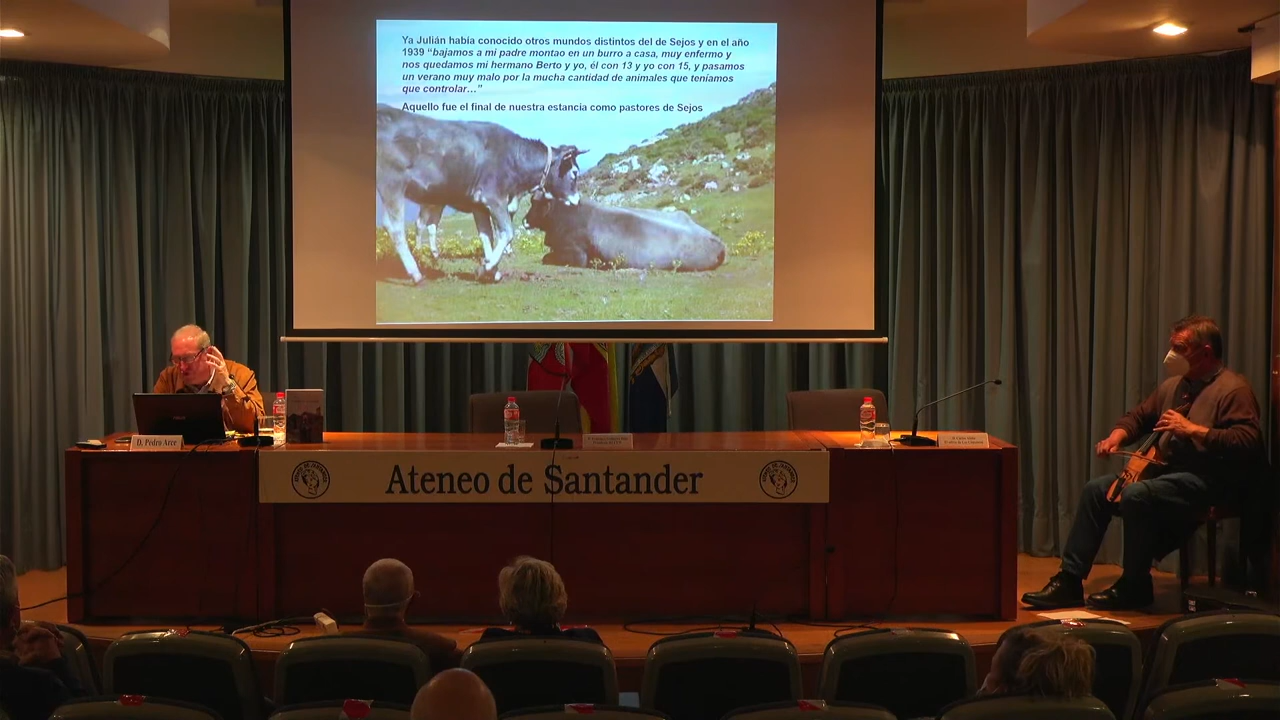 Ya Julián había conocido otros mundos distintos del de Sejos y en el año
1939 “bajamos a mi padre montao en un burro a casa, muy enfermo y
nos quedamos mi hermano Berto y yo, él con 13 y yo con 15, y pasamos
un verano muy malo por la mucha cantidad de animales que teníamos
que controlar…”
Aquello fue el final de nuestra estancia como pastores de Sejos
D. Pedro Arce
Ateneo de Santander